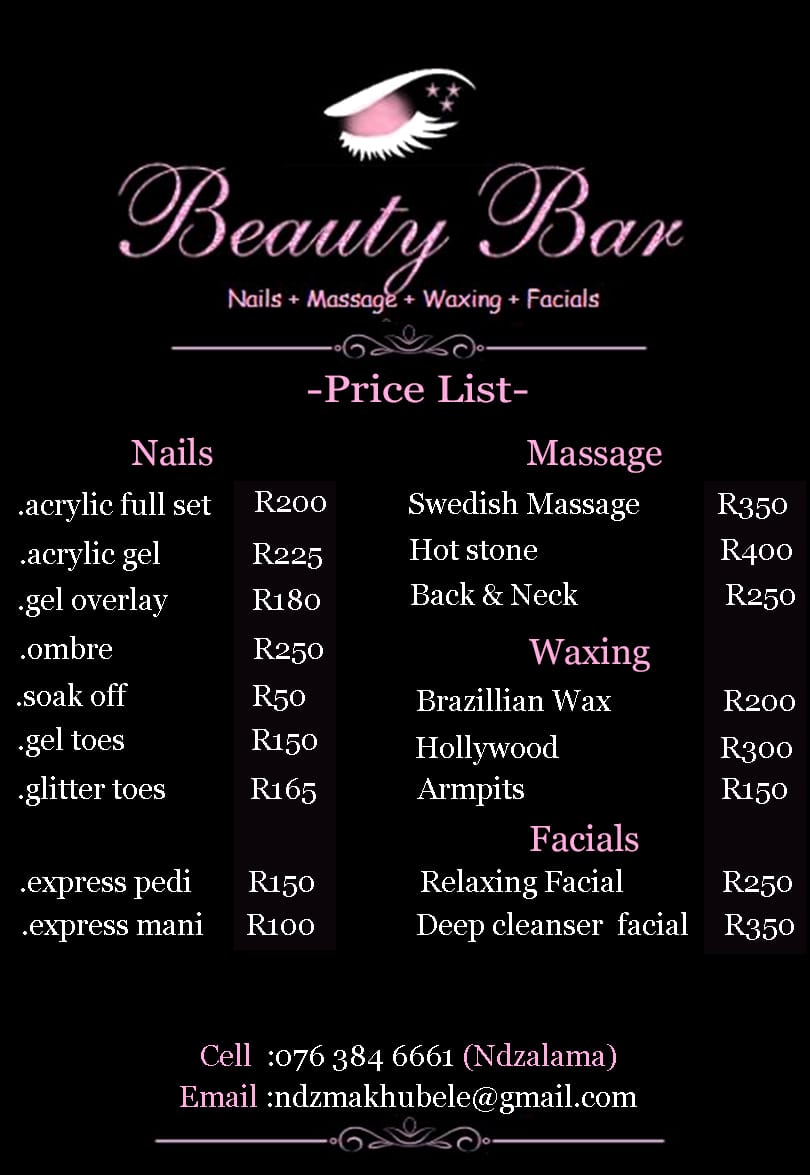 Beauty Bar
Nails + Massage + Waxing + Facials
-Price List-
Nails
.acrylic full set R200
.acrylic gel R225
.gel overlay R180
.ombre R250
.soak off R50
.gel toes R150
.glitter toes R165
.express pedi R150
.express mani R100
Massage
Swedish Massage R350
Hot stone R400
Back & Neck R250
Waxing
Brazillian Wax R200
Hollywood R300
Armpits R150
Facials
Relaxing Facial R250
Deep cleanser facial R350
Cell :076 384 6661 (Ndzalama)
Email :ndzmakhubele@gmail.com